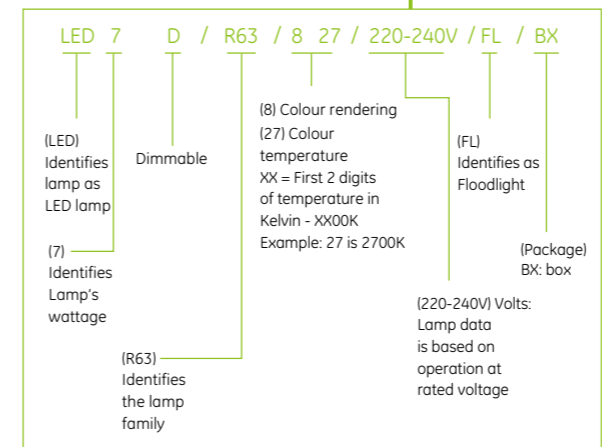 LED 7 D / R63 / 8 27 / 220-240V / FL / BX
(LED)
Identifies
lamp as
LED lamp
Dimmable
(8) Colour rendering
(27) Colour
temperature
XX = First 2 digits
of temperature in
Kelvin - XX00K
Example: 27 is 2700K
(FL)
Identifies as
Floodlight
(7)
Identifies
Lamp's
wattage
(Package)
BX: box
(220-240V) Volts:
Lamp data
is based on
operation at
rated voltage
(R63)
Identifies
the lamp
family